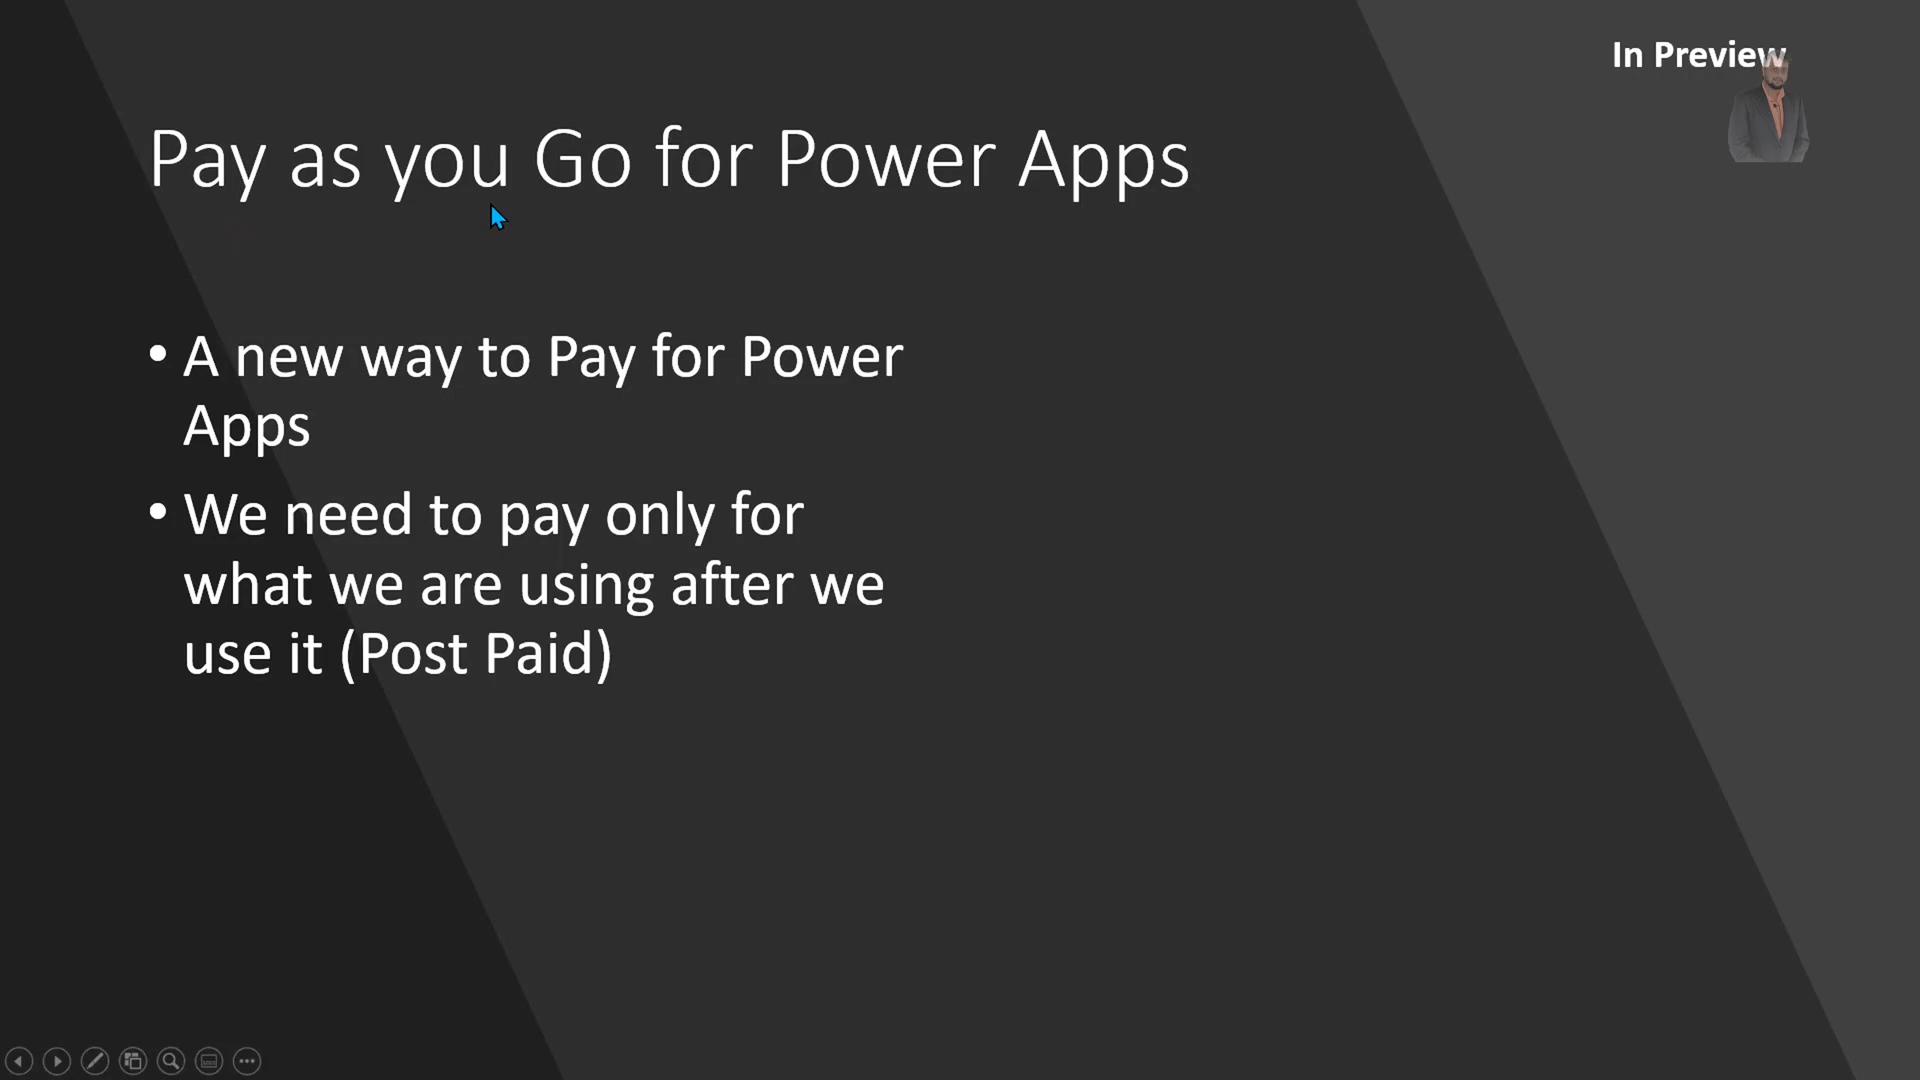 In Preview
Pay as you Go for Power Apps
• A new way to Pay for Power
Apps
• We need to pay only for
what we are using after we
use it (Post Paid)